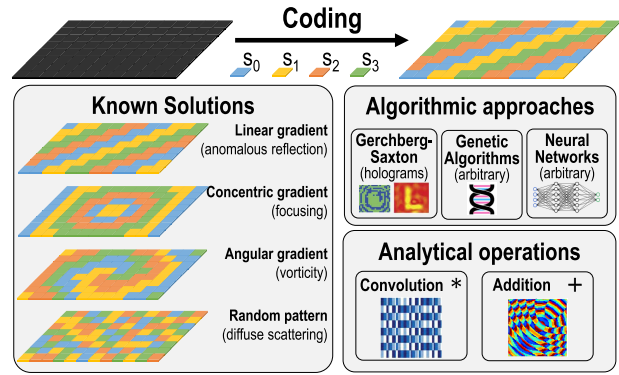 Coding
S0 S1 S2 S3
Known Solutions
Linear gradient
(anomalous reflection)
Concentric gradient
(focusing)
Angular gradient
(vorticity)
Random pattern
(diffuse scattering)
Algorithmic approaches
Gerchberg-
Saxton
(holograms)
Genetic
Algorithms
(arbitrary)
Neural
Networks
(arbitrary)
Analytical operations
Convolution *
Addition +